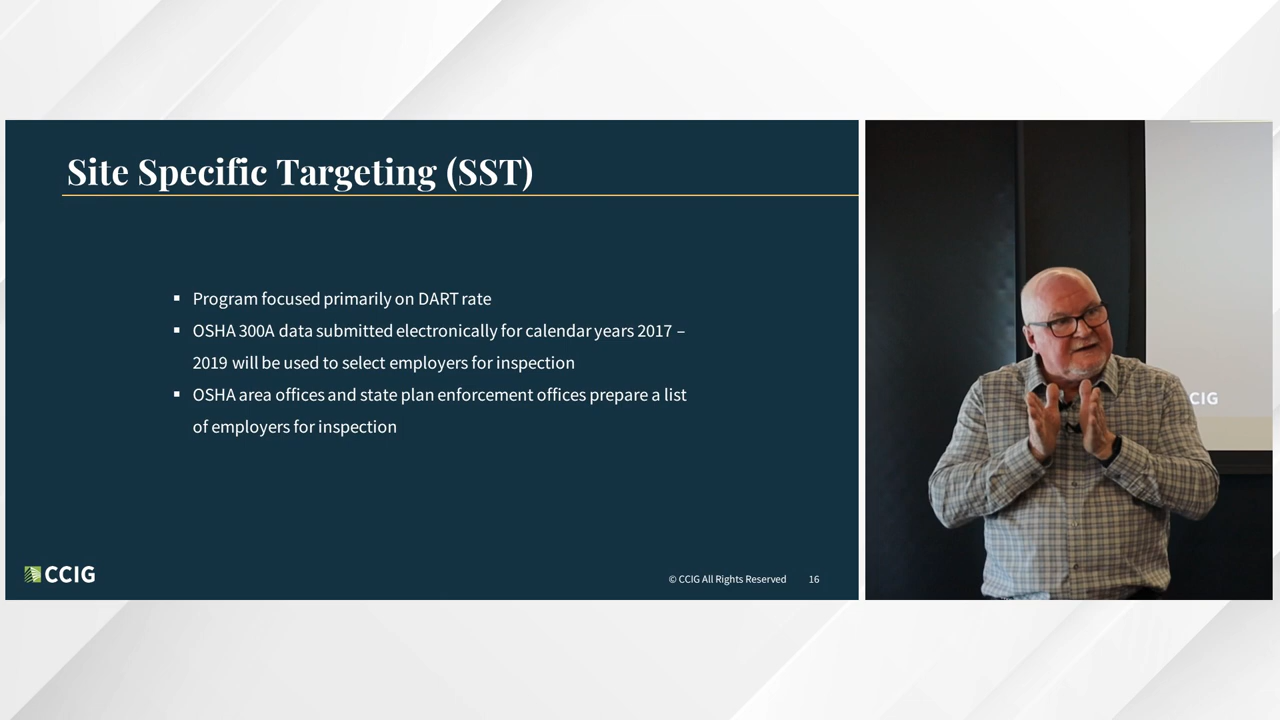 Site Specific Targeting (SST)
▪ Program focused primarily on DART rate
▪ OSHA 300A data submitted electronically for calendar years 2017 –
2019 will be used to select employers for inspection
▪ OSHA area offices and state plan enforcement offices prepare a list
of employers for inspection
CCIG
© CCIG All Rights Reserved 16
CIG